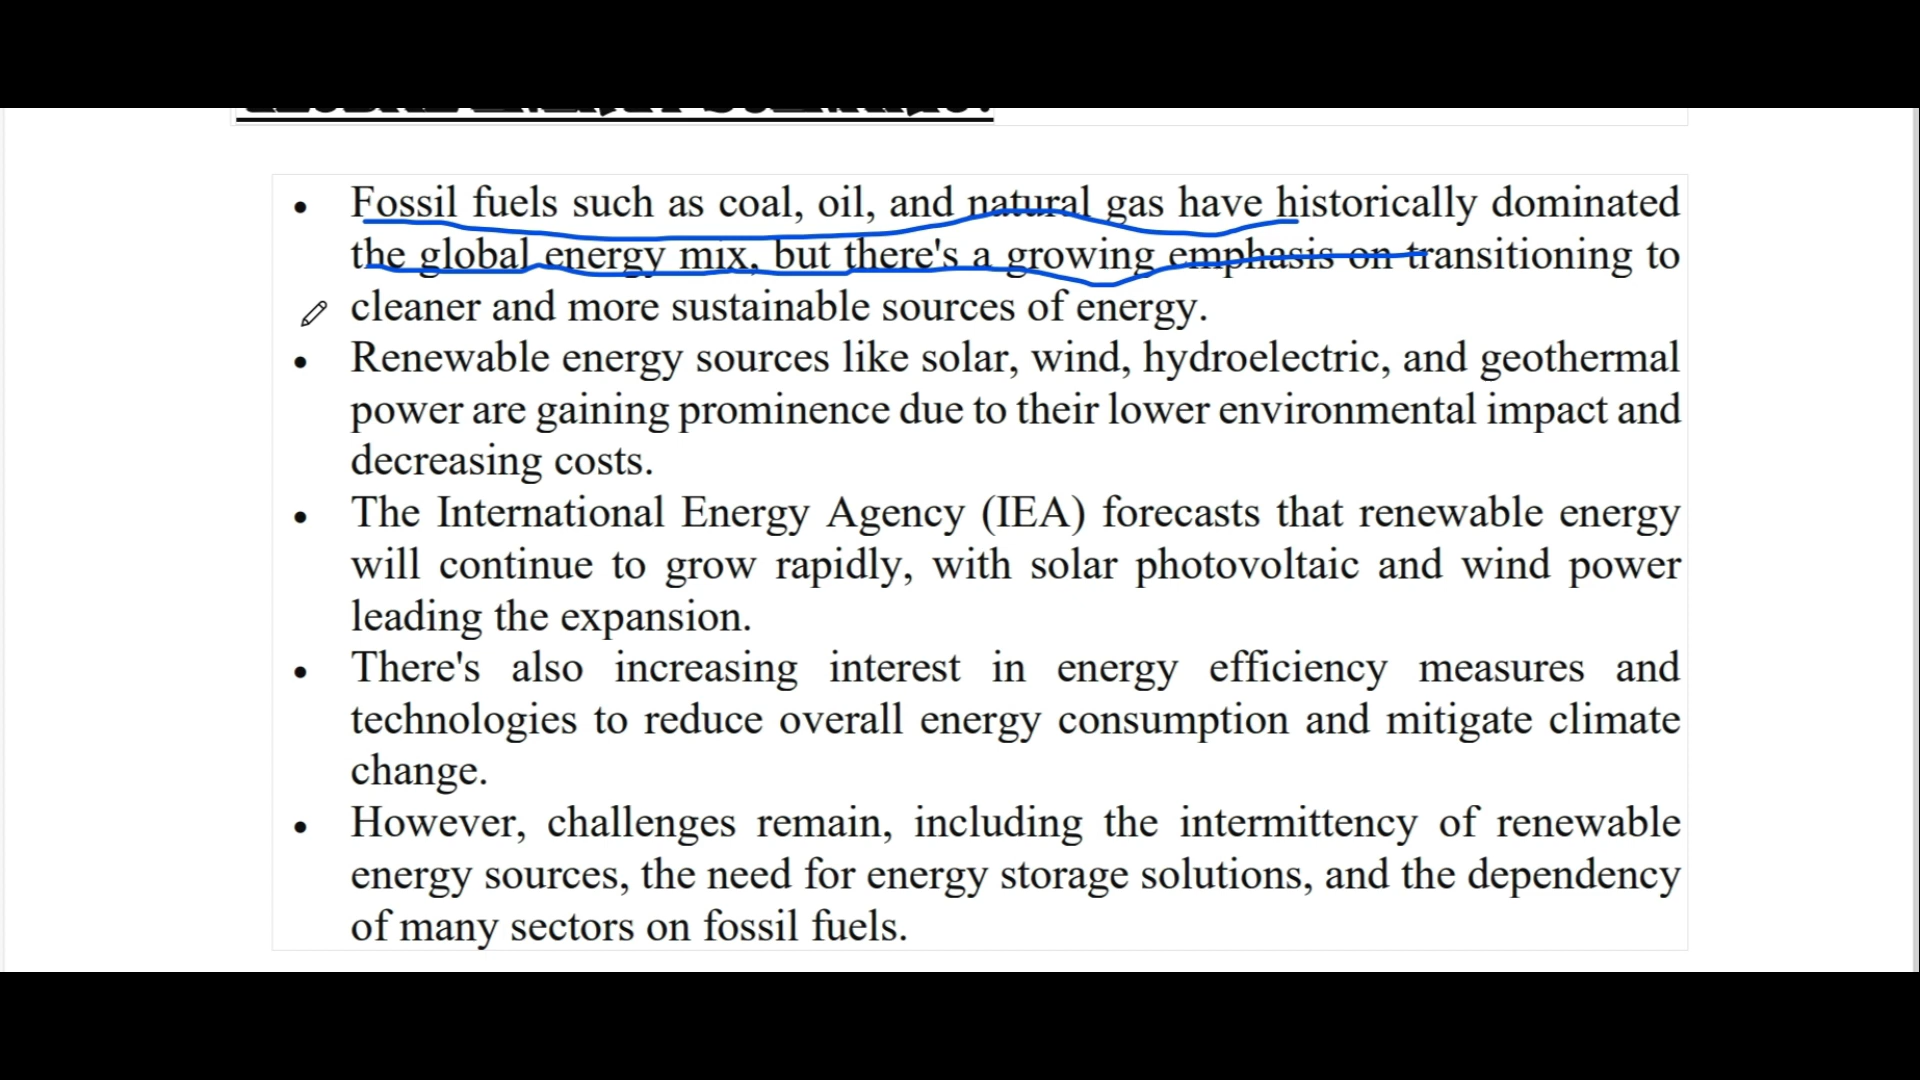 • Fossil fuels such as coal, oil, and natural gas have historically dominated
the global energy mix, but there's a growing emphasis on transitioning to
cleaner and more sustainable sources of energy.
• Renewable energy sources like solar, wind, hydroelectric, and geothermal
power are gaining prominence due to their lower environmental impact and
decreasing costs.
• The International Energy Agency (IEA) forecasts that renewable energy
will continue to grow rapidly, with solar photovoltaic and wind power
leading the expansion.
• There's also increasing interest in energy efficiency measures and
technologies to reduce overall energy consumption and mitigate climate
change.
• However, challenges remain, including the intermittency of renewable
energy sources, the need for energy storage solutions, and the dependency
of many sectors on fossil fuels.